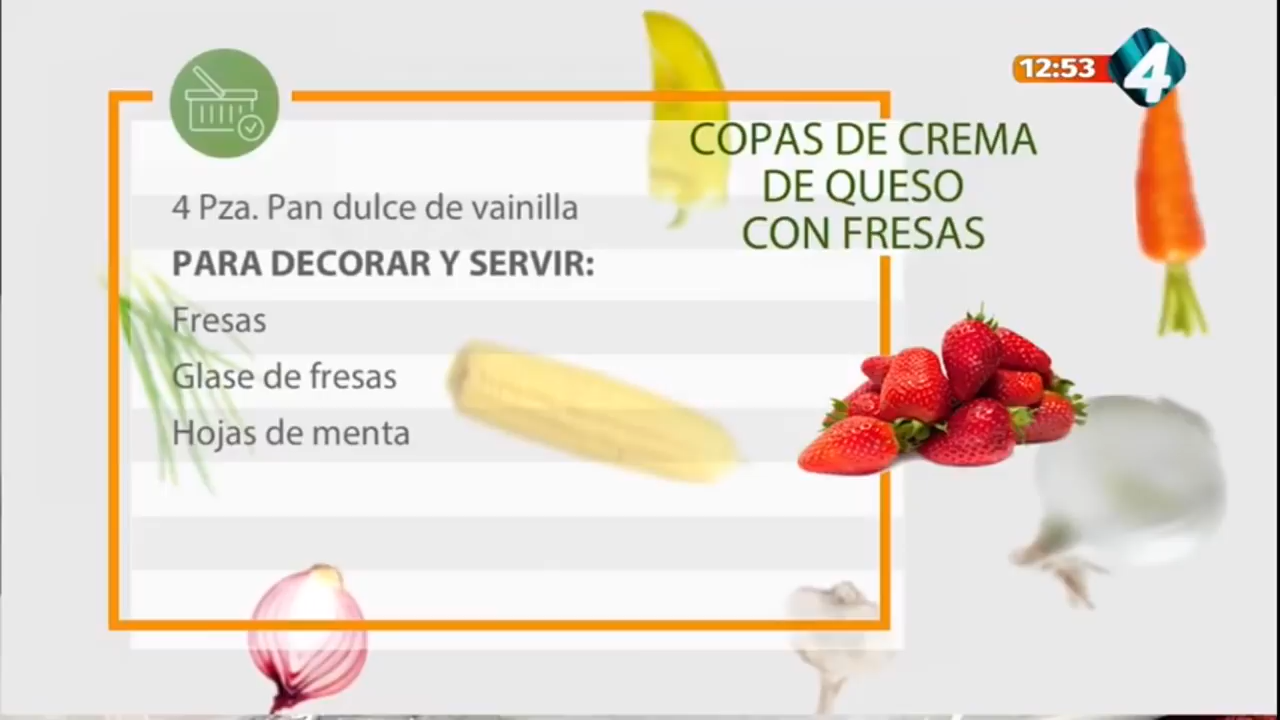 12:53
4
COPAS DE CREMA
DE QUESO
CON FRESAS
4 Pza. Pan dulce de vainilla
PARA DECORAR Y SERVIR:
Fresas
Glase de fresas
Hojas de menta